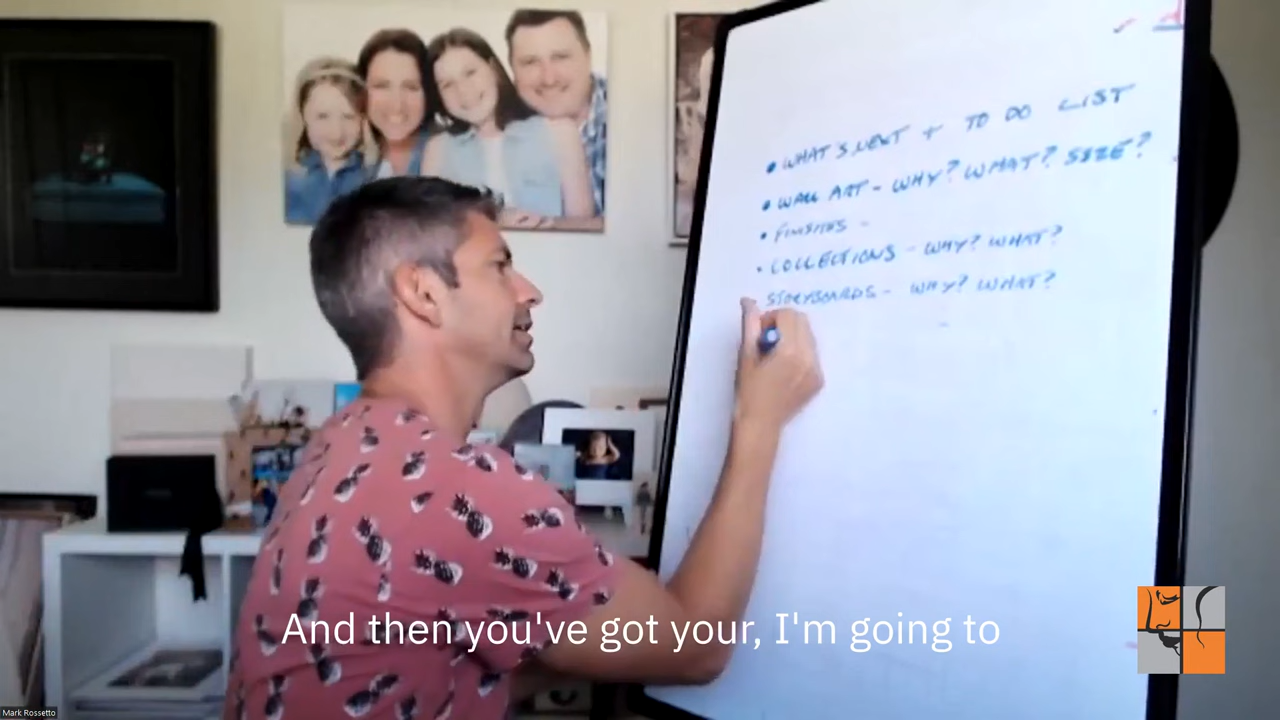 • WHAT'S NEXT + TO DO LIST
• WALL ART - WHY? WHAT? SIZE?
• FINISHES -
• COLLECTIONS - WHY? WHAT?
STORYBOARDS - WHY? WHAT?
And then you've got your, I'm going to
Mark Rossetto